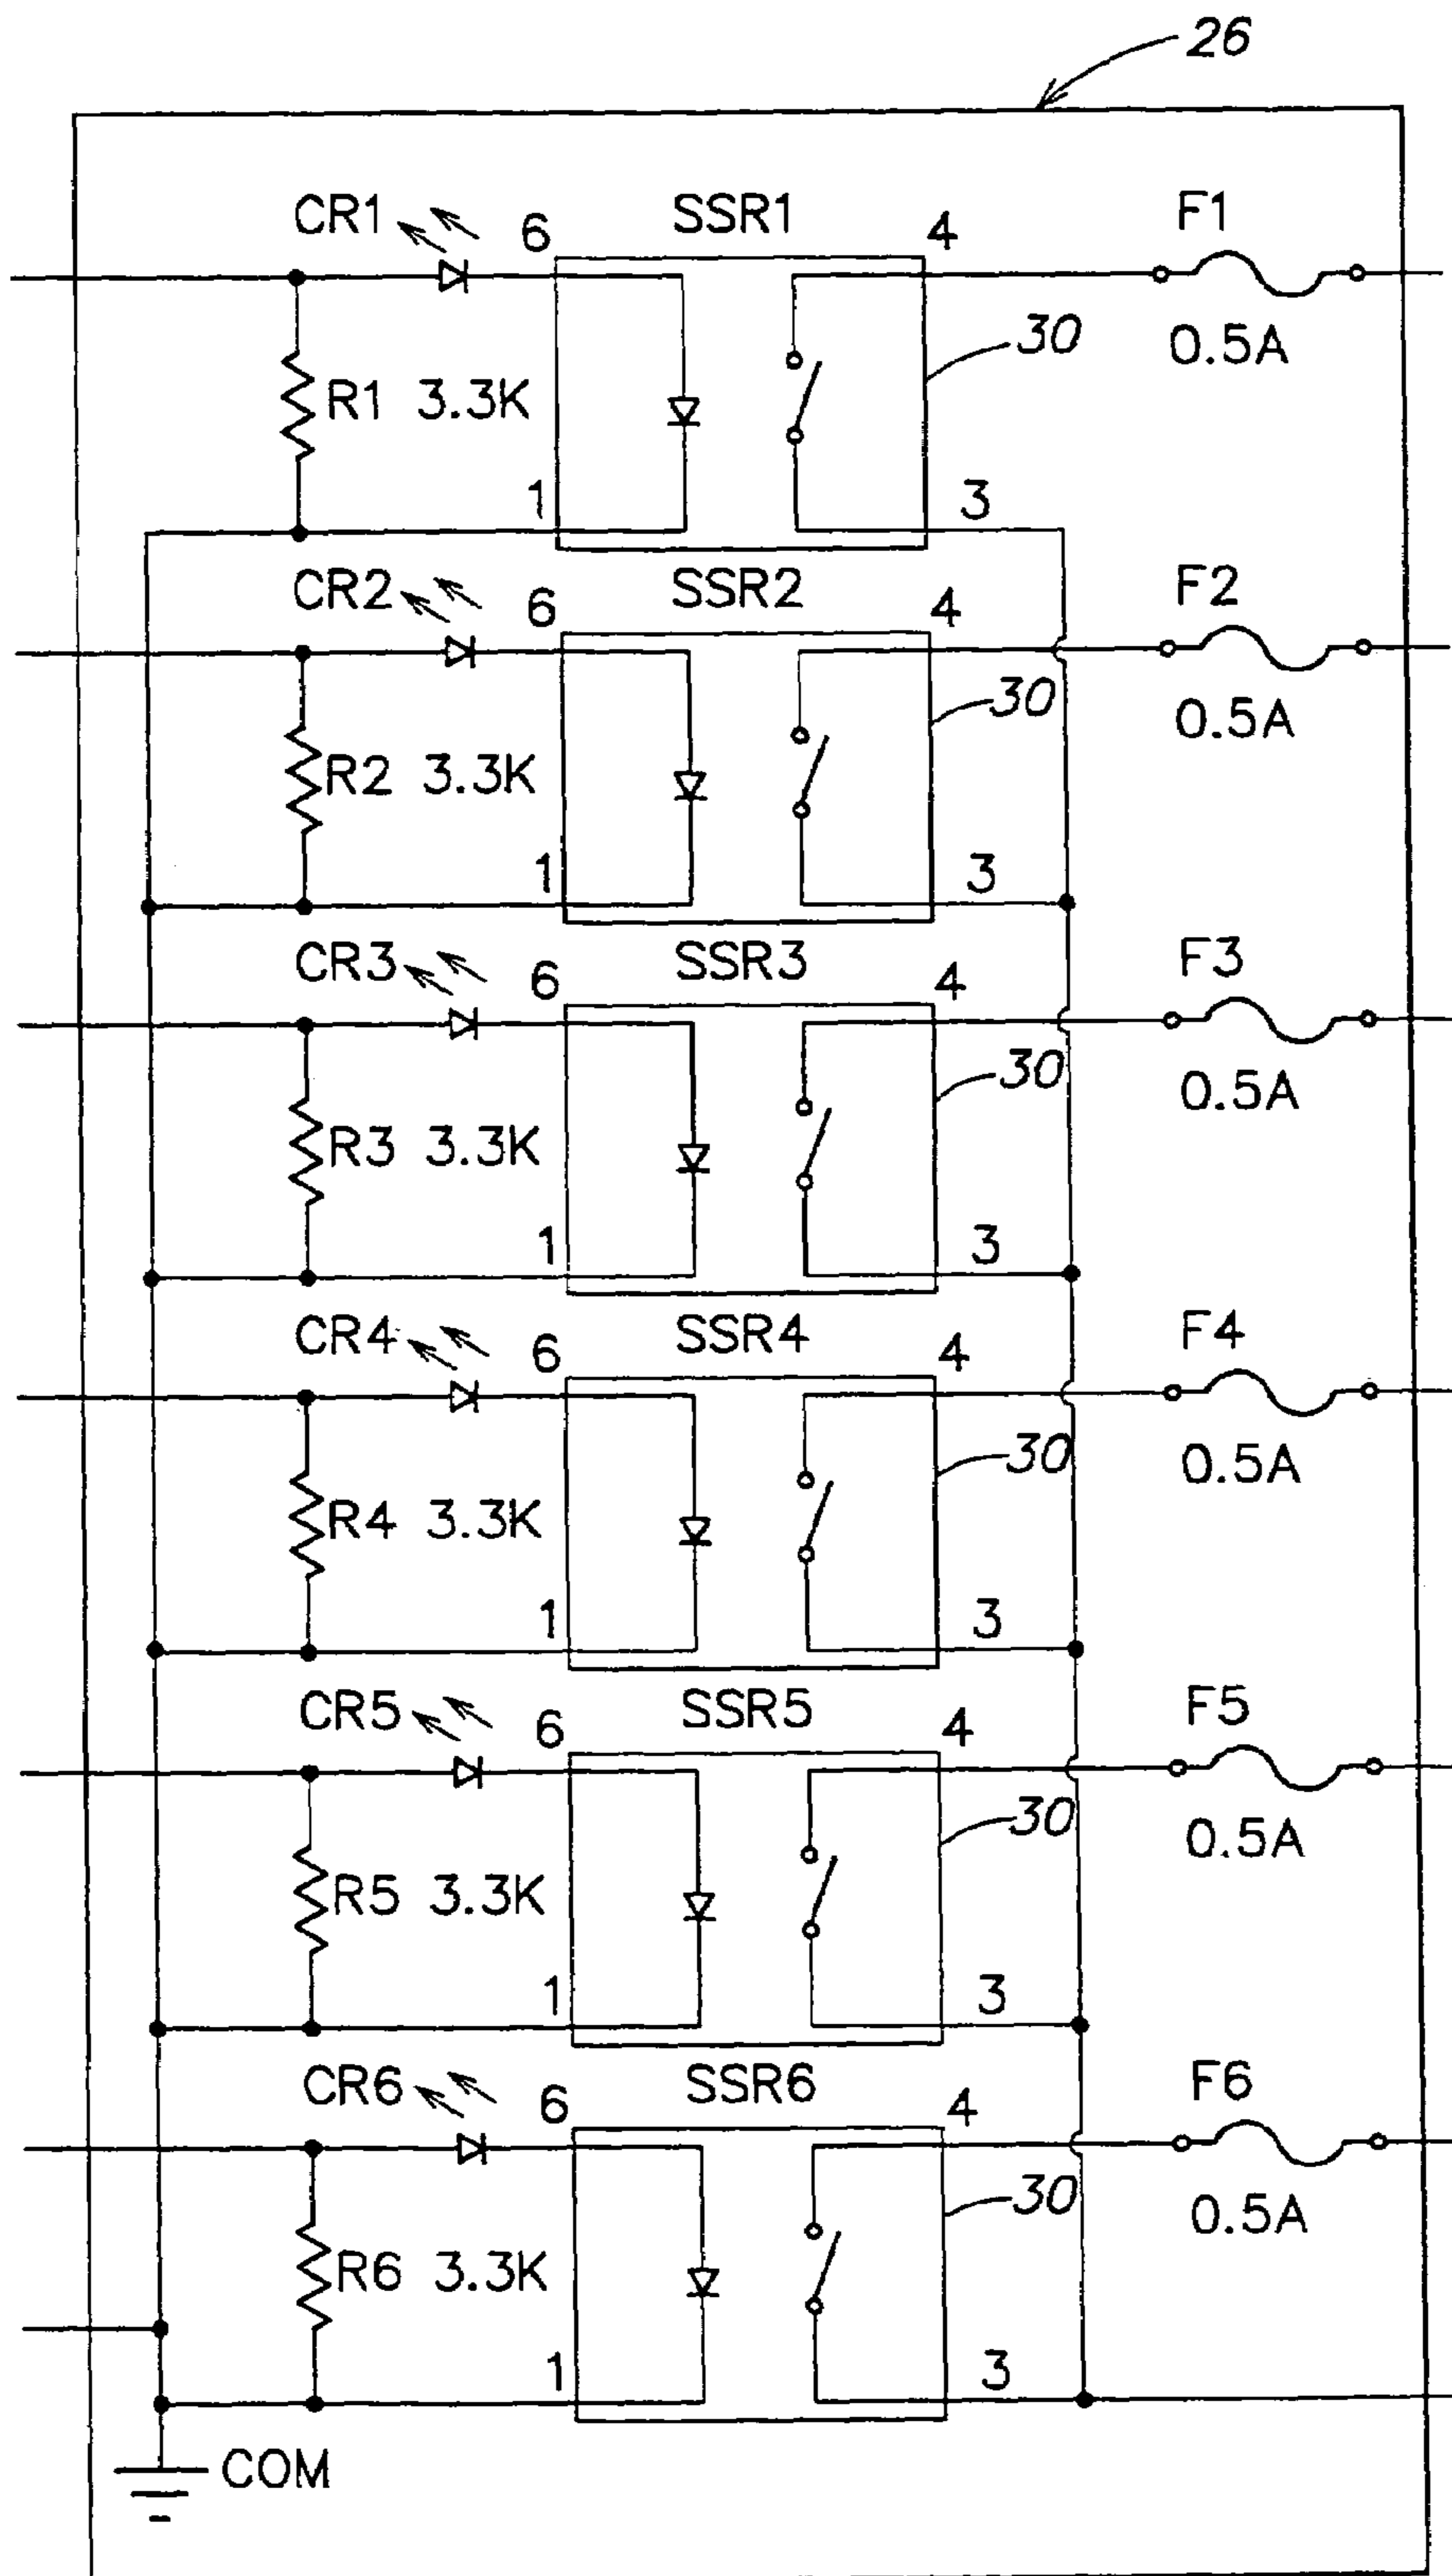 26
CR1 6 SSR1 4 F1
30 0.5A
R1 3.3K
1 3
CR2 6 SSR2 4 F2
30 0.5A
R2 3.3K
1 3
CR3 6 SSR3 4 F3
30 0.5A
R3 3.3K
1 3
CR4 6 SSR4 4 F4
30 0.5A
R4 3.3K
1 3
CR5 6 SSR5 4 F5
30 0.5A
R5 3.3K
1 3
CR6 6 SSR6 4 F6
30 0.5A
R6 3.3K
1 3
COM